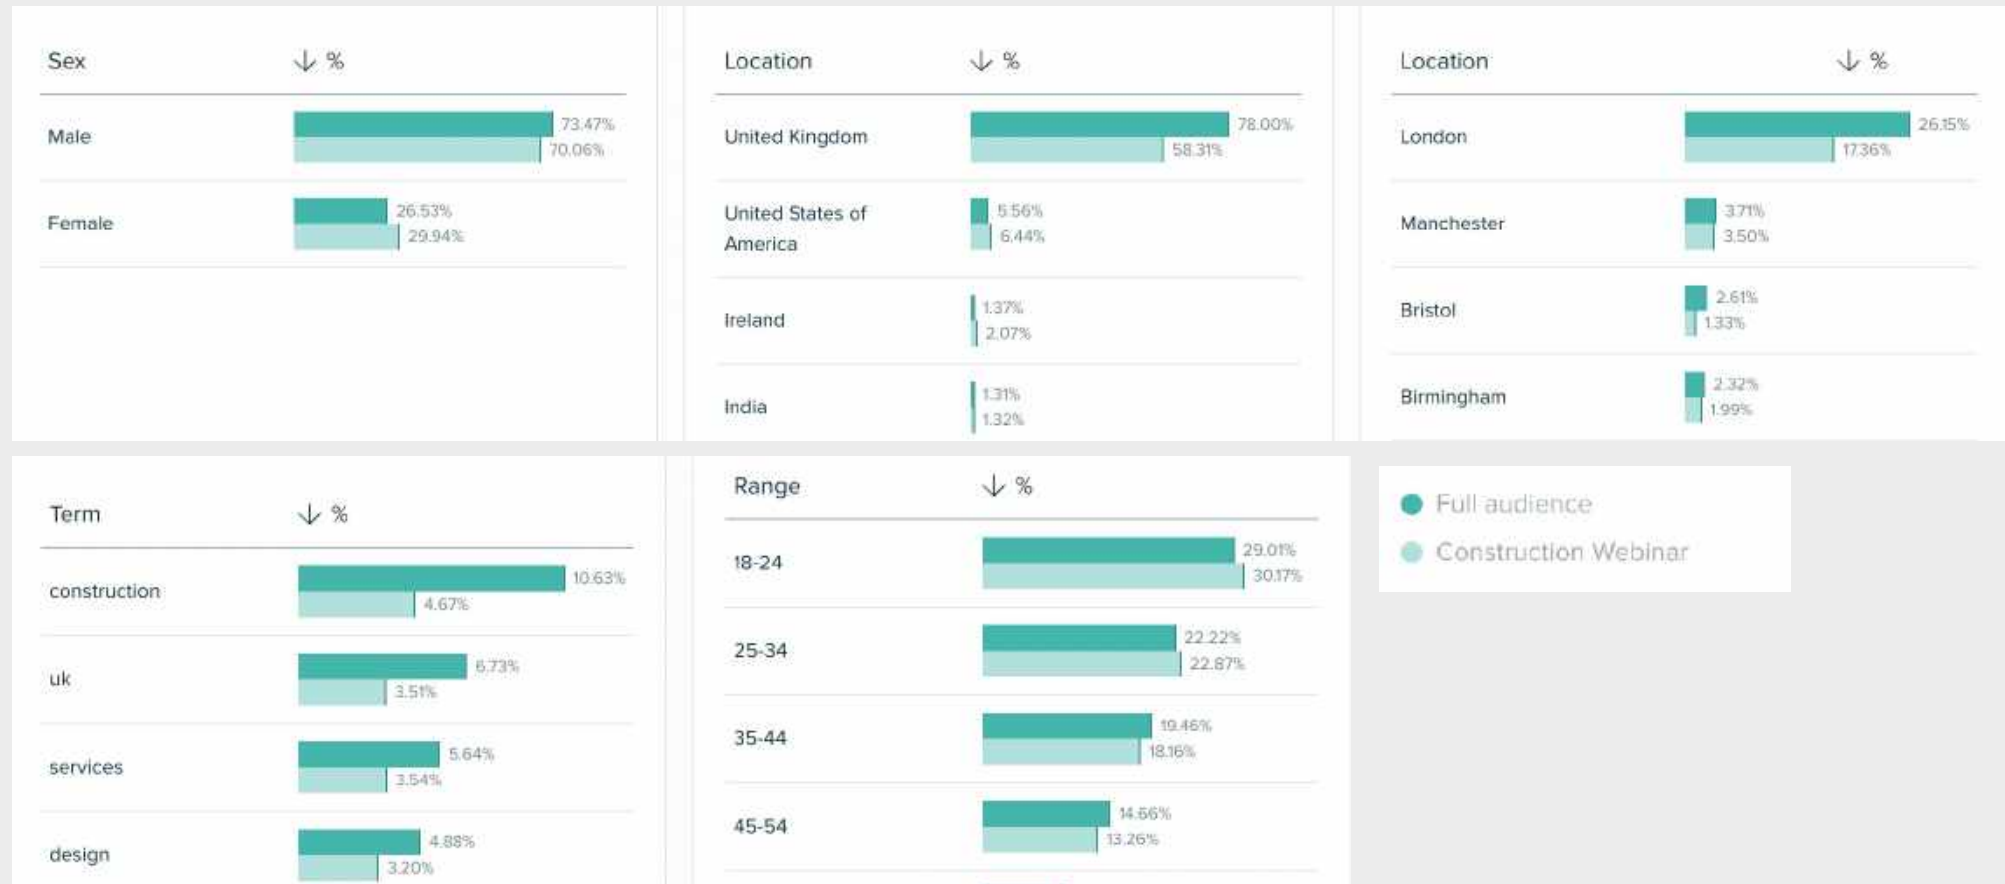 Sex ↓ %
Male 73.47%
70.06%
Female 26.53%
29.94%
Location ↓ %
United Kingdom 78.00%
58.31%
United States of
America
5.56%
6.44%
Ireland 1.37%
2.07%
India 1.31%
1.32%
Location ↓ %
London 26.15%
17.36%
Manchester 3.71%
3.50%
Bristol 2.61%
1.33%
Birmingham 2.32%
1.99%
Term ↓ %
construction 10.63%
4.67%
uk 6.73%
3.51%
services 5.64%
3.54%
design 4.88%
3.20%
Range ↓ %
18-24 29.01%
30.17%
25-34 22.22%
22.87%
35-44 19.46%
18.16%
45-54 14.66%
13.26%
Full audience
Construction Webinar